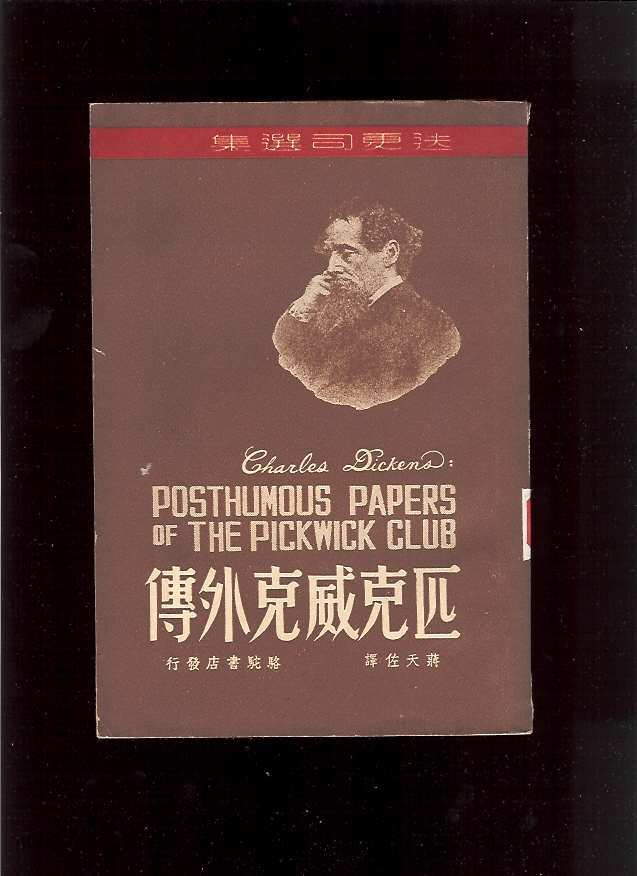 迭更司選集
Charles Dickens:
POSTHUMOUS PAPERS
OF THE PICKWICK CLUB
匹克威克外傳
蔣天佐譯 駱駝書店發行